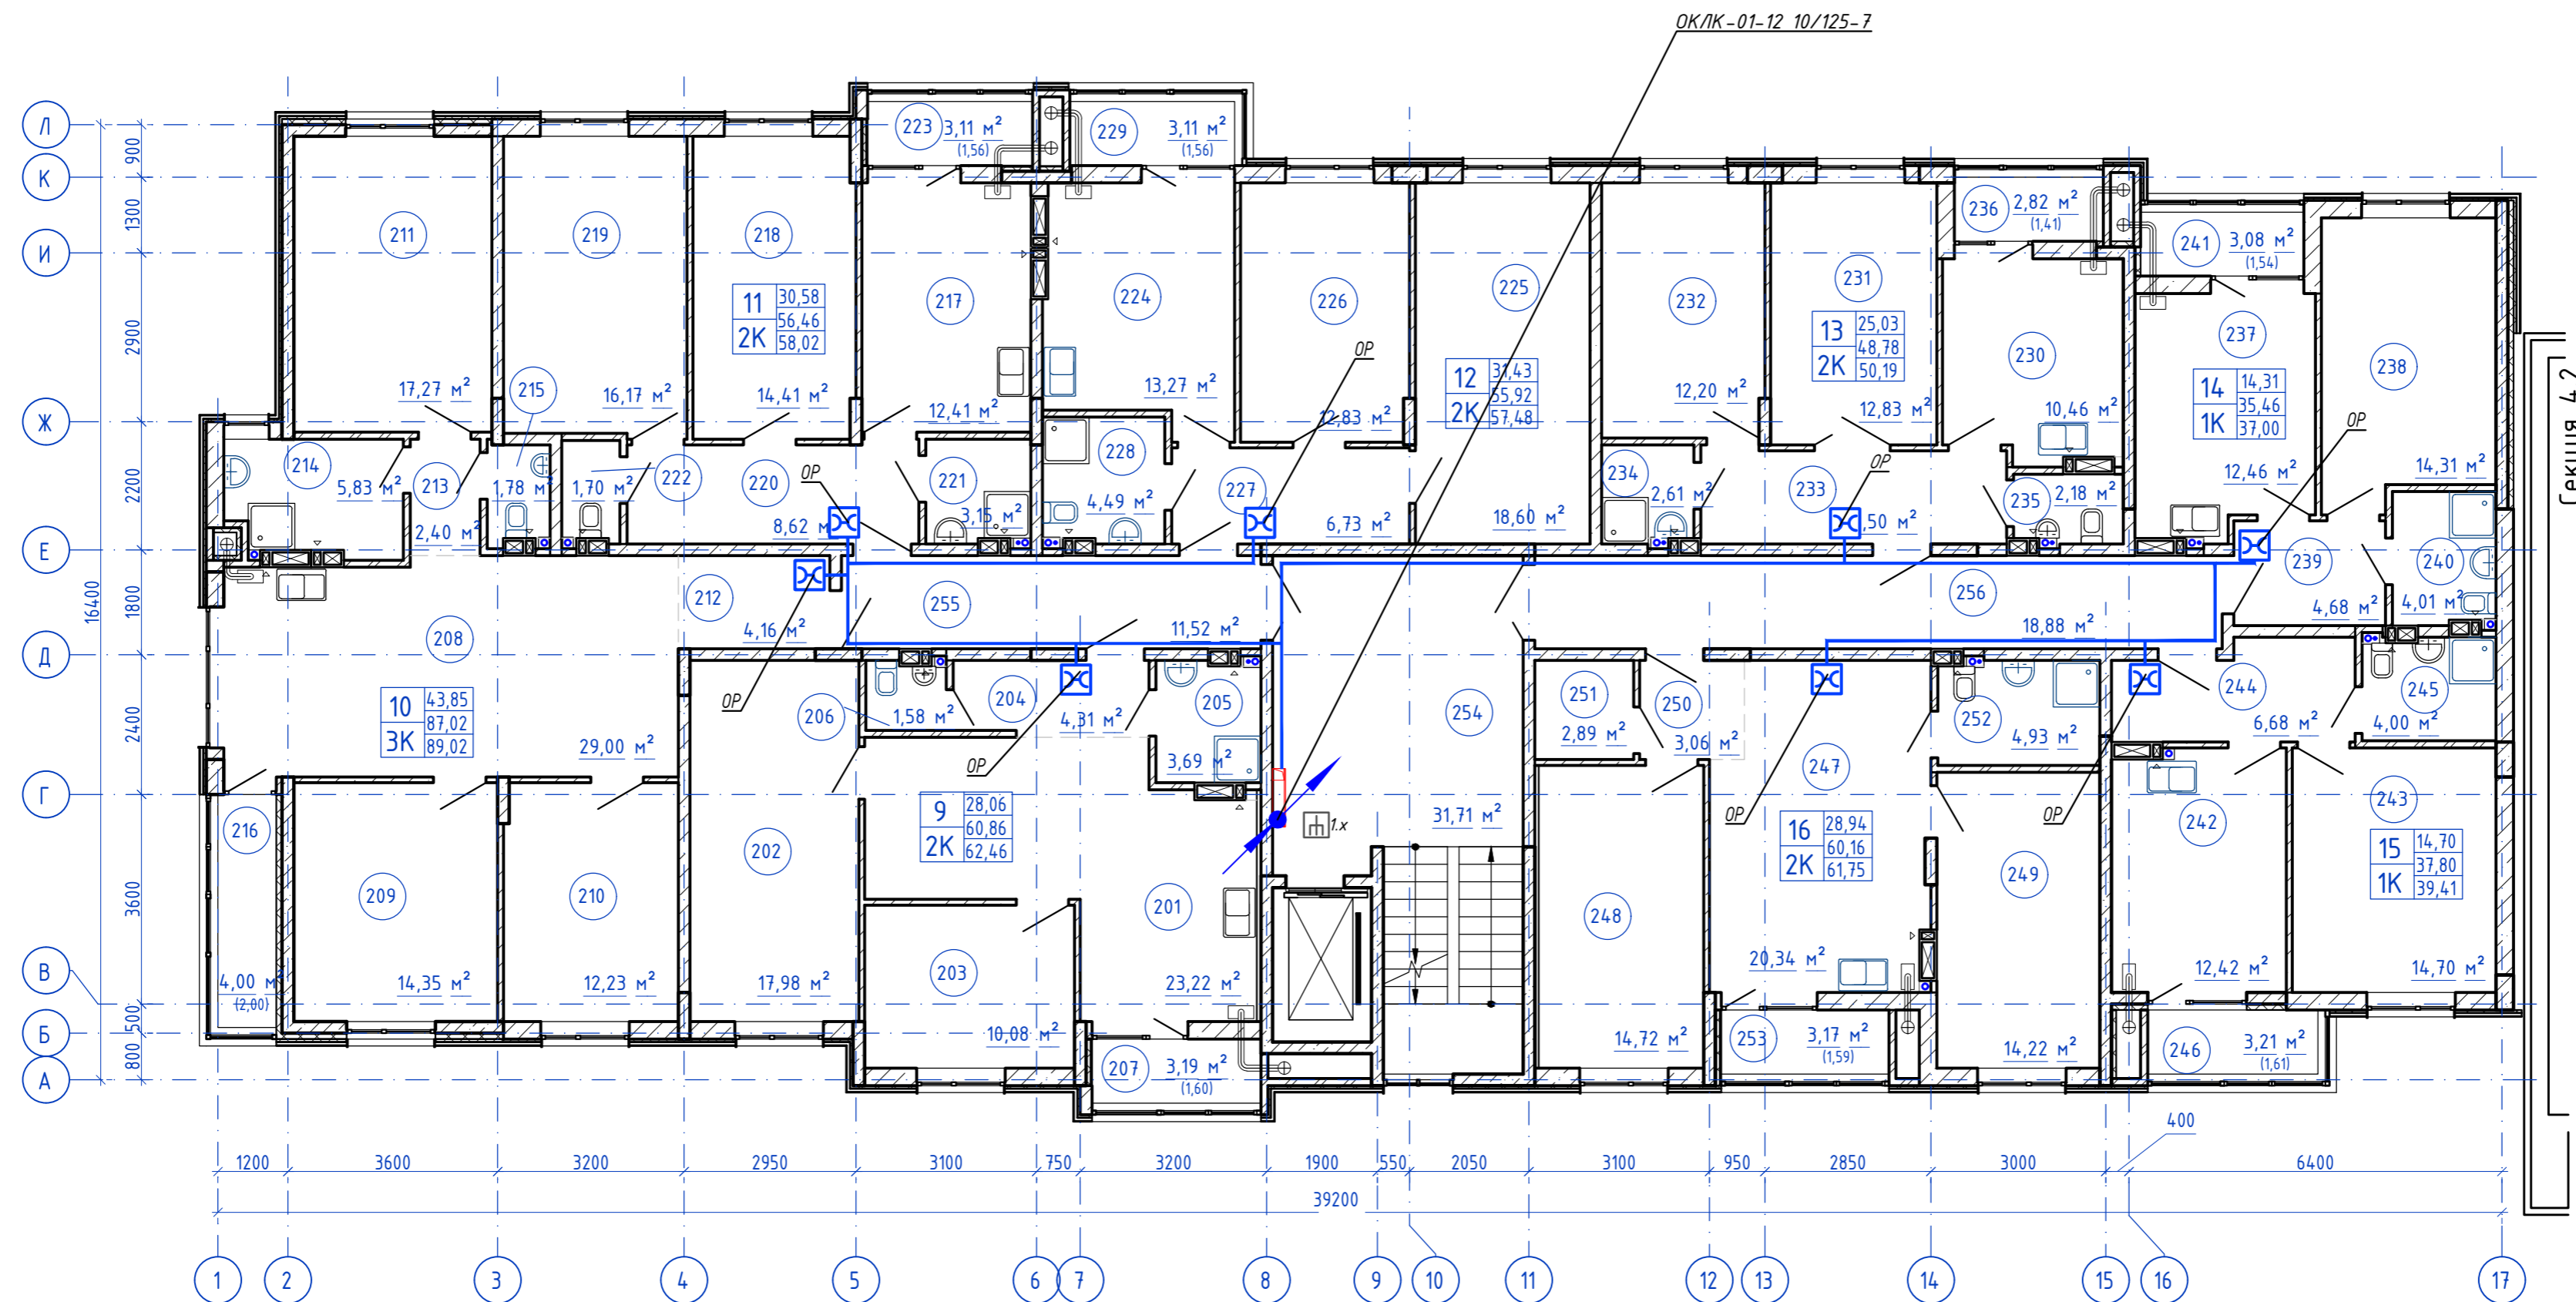 ОКЛК-01-12 10/125-7
Л
К
И
Ж
Е
Д
Г
В
Б
А
900
1300
2900
2200
1800
2400
3600
500
800
16400
223
3,11 м²
(1,56)
229
3,11 м²
(1,56)
211
17,27 м²
219
16,17 м²
218
14,41 м²
11
2К
30,58
56,46
58,02
217
12,41 м²
224
13,27 м²
226
12,83 м²
225
18,60 м²
12
2К
31,43
55,92
57,48
232
12,20 м²
231
12,83 м²
13
2К
25,03
48,78
50,19
236
2,82 м²
(1,41)
230
10,46 м²
241
3,08 м²
(1,54)
237
12,46 м²
14
1К
14,31
35,46
37,00
238
14,31 м²
Секция 4.2
214
5,83 м²
213
2,40 м²
215
1,78 м²
222
1,70 м²
220
8,62 м
ОР
221
3,15 м²
228
4,49 м²
227
6,73 м²
ОР
234
2,61 м²
233
,50 м²
ОР
235
2,18 м²
ОР
239
4,68 м²
240
4,01 м²
208
29,00 м²
212
4,16 м²
255
11,52 м²
256
18,88 м²
10
3К
43,85
87,02
89,02
ОР
206
1,58 м²
204
4,31 м²
ОР
205
3,69 м²
254
31,71 м²
1.х
251
2,89 м²
250
3,06 м²
247
20,34 м²
ОР
252
4,93 м²
ОР
244
6,68 м²
245
4,00 м²
216
4,00 м
(2,00)
209
14,35 м²
210
12,23 м²
202
17,98 м²
9
2К
28,06
60,86
62,46
203
10,08 м²
201
23,22 м²
207
3,19 м²
(1,60)
248
14,72 м²
16
2К
28,94
60,16
61,75
249
14,22 м²
253
3,17 м²
(1,59)
242
12,42 м²
243
14,70 м²
15
1К
14,70
37,80
39,41
246
3,21 м²
(1,61)
400
1200
3600
3200
2950
3100
750
3200
1900
550
2050
3100
950
2850
3000
6400
39200
1
2
3
4
5
6
7
8
9
10
11
12
13
14
15
16
17